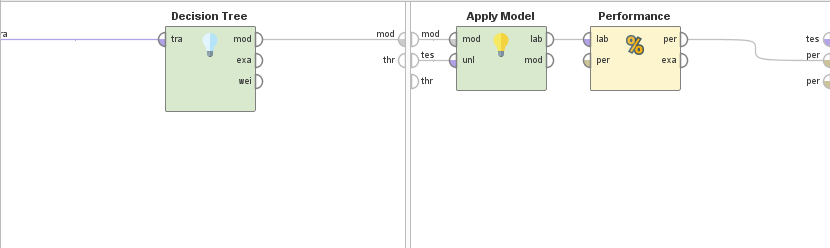 Decision Tree
ra
tra
mod
exa
wei
mod
thr
mod
tes
thr
Apply Model
mod
lab
unl
mod
Performance
%
lab
per
per
exa
tes
per
per